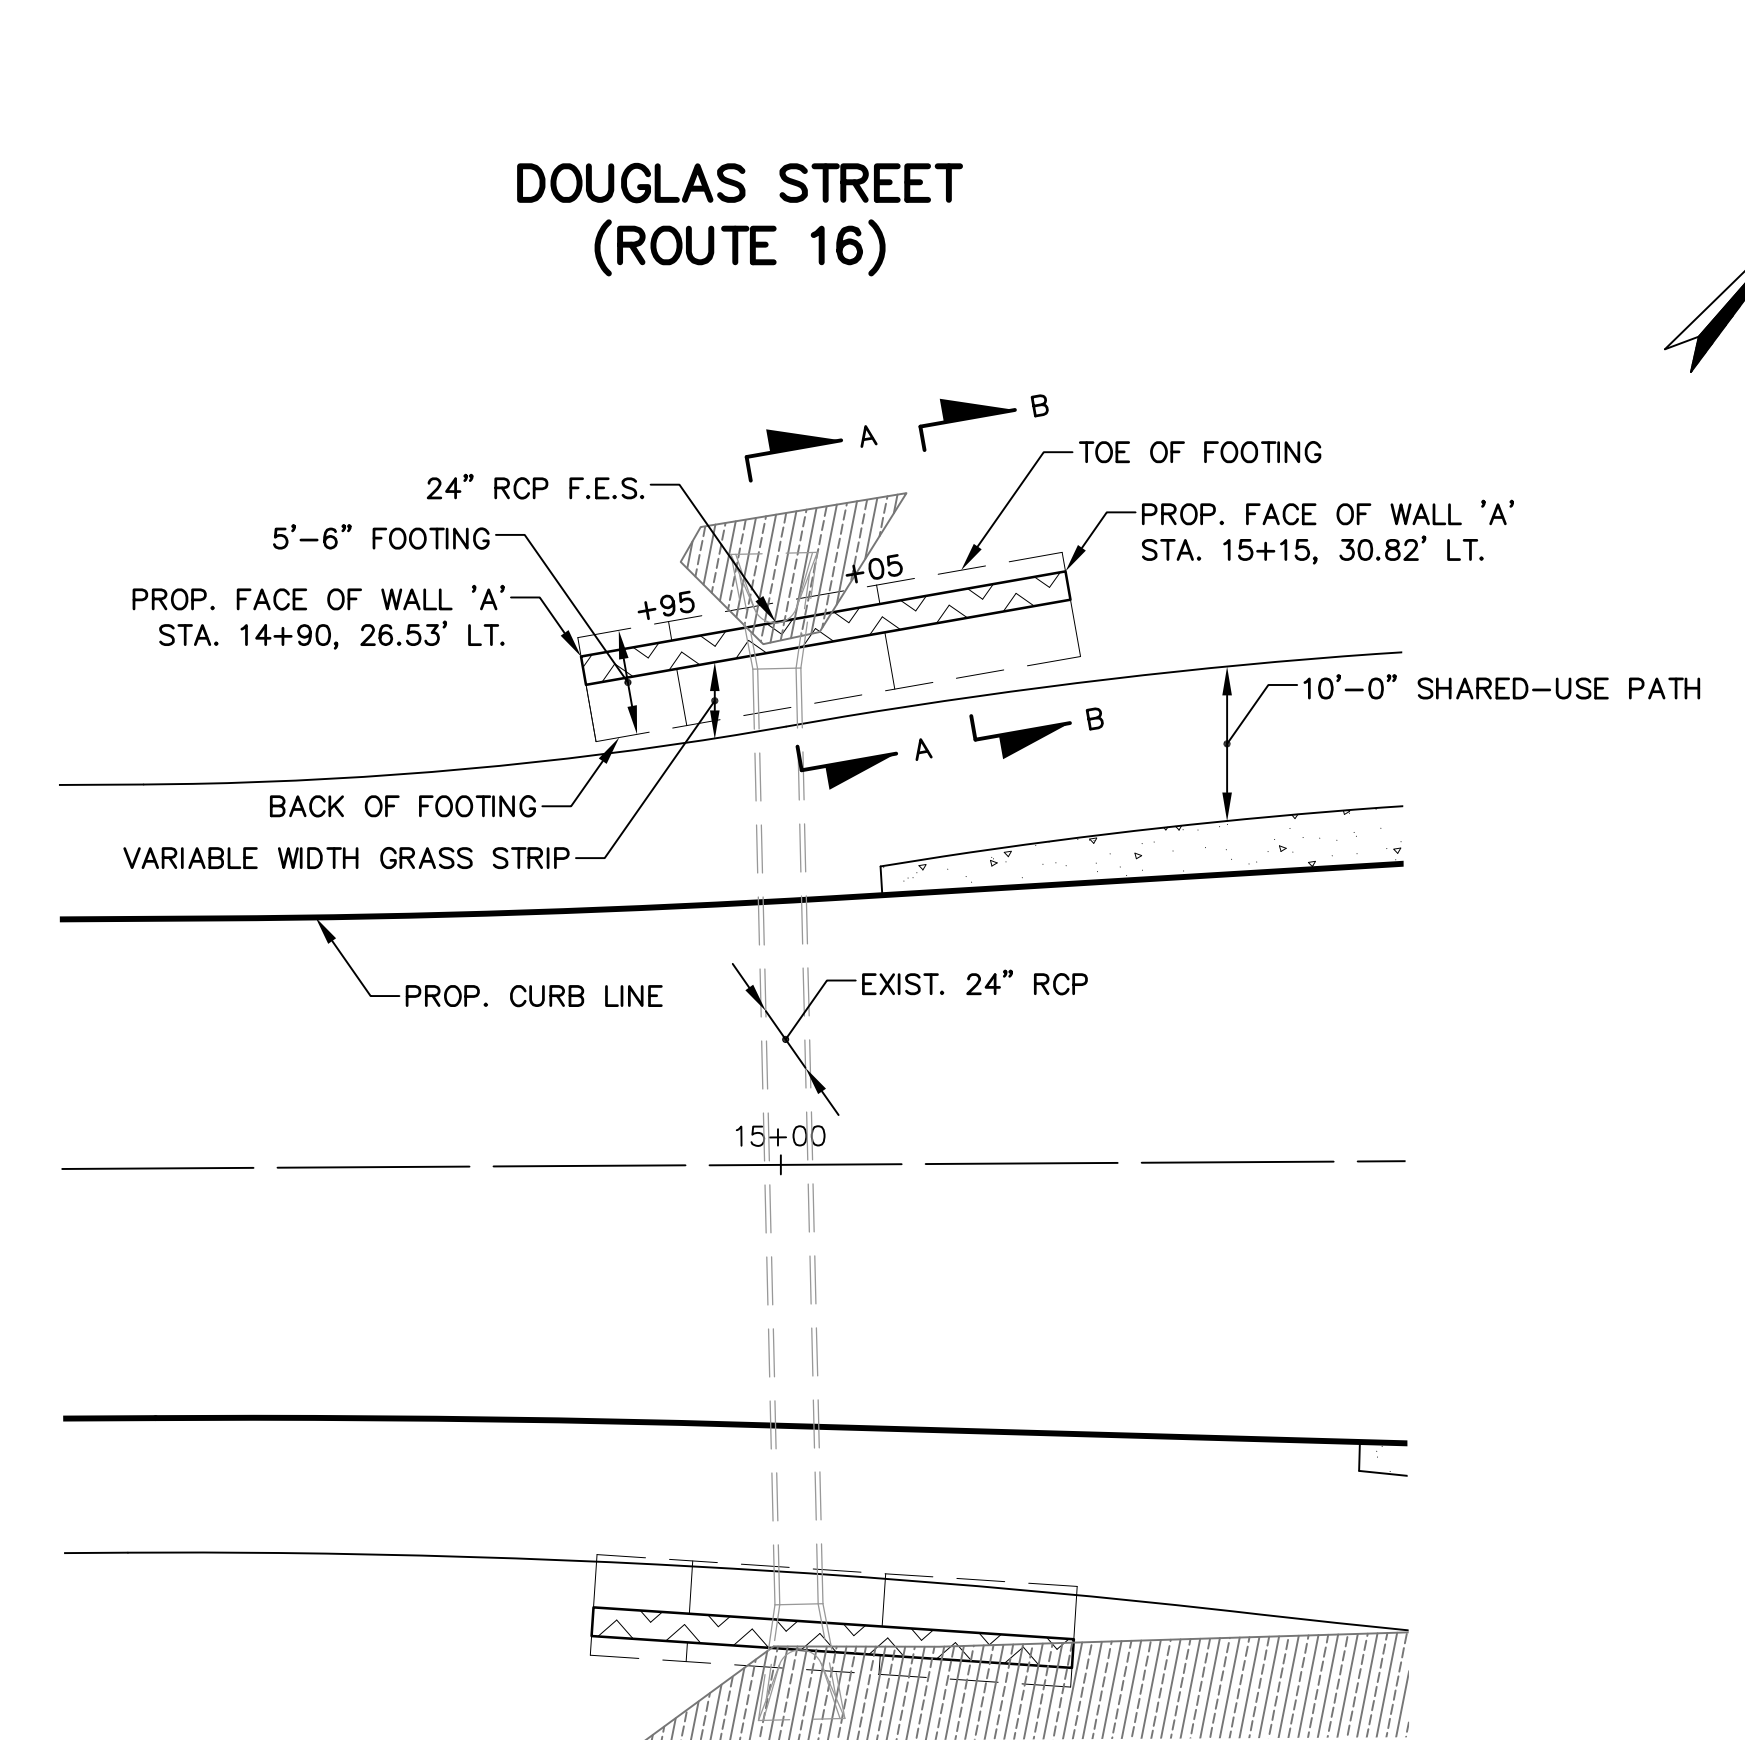 DOUGLAS STREET
(ROUTE 16)
B
A
TOE OF FOOTING
24" RCP F.E.S.
5'-6" FOOTING
PROP. FACE OF WALL 'A'
STA. 15+15, 30.82' LT.
+05
+95
PROP. FACE OF WALL 'A'
STA. 14+90, 26.53' LT.
10'-0" SHARED-USE PATH
B
A
BACK OF FOOTING
VARIABLE WIDTH GRASS STRIP
PROP. CURB LINE
EXIST. 24" RCP
15+00